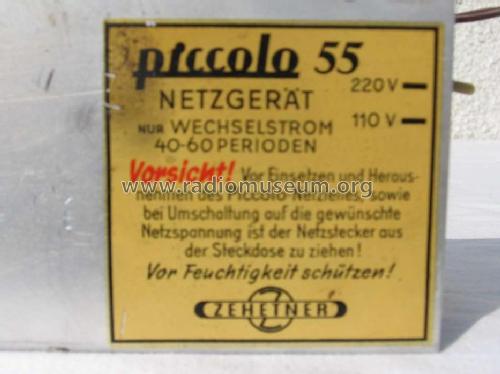 piccolo 55
220 V
NETZGERÄT
110 V
NUR WECHSELSTROM
40-60 PERIODEN
Vorsicht! Vor Einsetzen und Heraus-
nehmen des Piccolo-Netzteiles sowie
bei Umschaltung auf die gewünschte
Netzspannung ist der Netzstecker aus
der Steckdose zu ziehen!
Vor Feuchtigkeit schützen!
ZEHETNER
Z
© www.radiomuseum.org